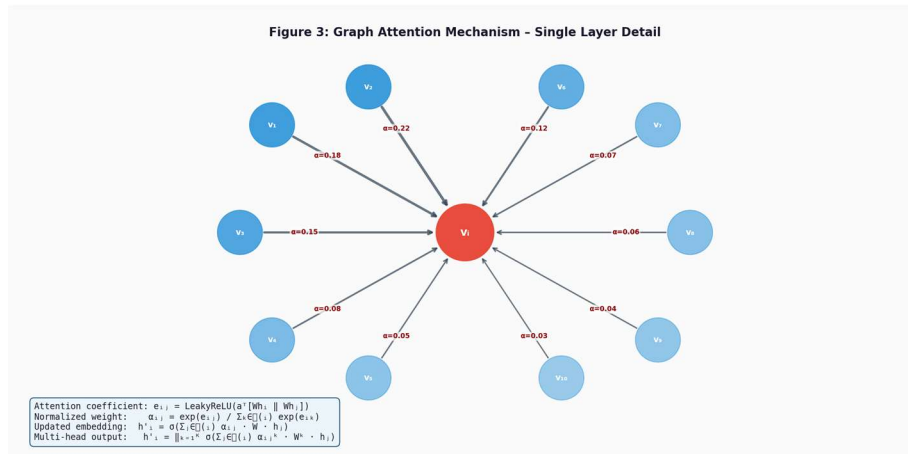 Figure 3: Graph Attention Mechanism – Single Layer Detail
v₂
v₆
v₁
v₇
α=0.22
α=0.12
α=0.18
α=0.07
v₃
α=0.15
vᵢ
α=0.06
v₈
α=0.08
α=0.04
v₄
α=0.05
α=0.03
v₉
v₅
v₁₀
Attention coefficient: eᵢⱼ = LeakyReLU(aᵀ[Whᵢ ‖ Whⱼ])
Normalized weight: αᵢⱼ = exp(eᵢⱼ) / Σₖ∈▯(ᵢ) exp(eᵢₖ)
Updated embedding: h'ᵢ = σ(Σⱼ∈▯(ᵢ) αᵢⱼ · W · hⱼ)
Multi-head output: h'ᵢ = ‖ₖ₌₁ᴷ σ(Σⱼ∈▯(ᵢ) αᵢⱼᵏ · Wᵏ · hⱼ)